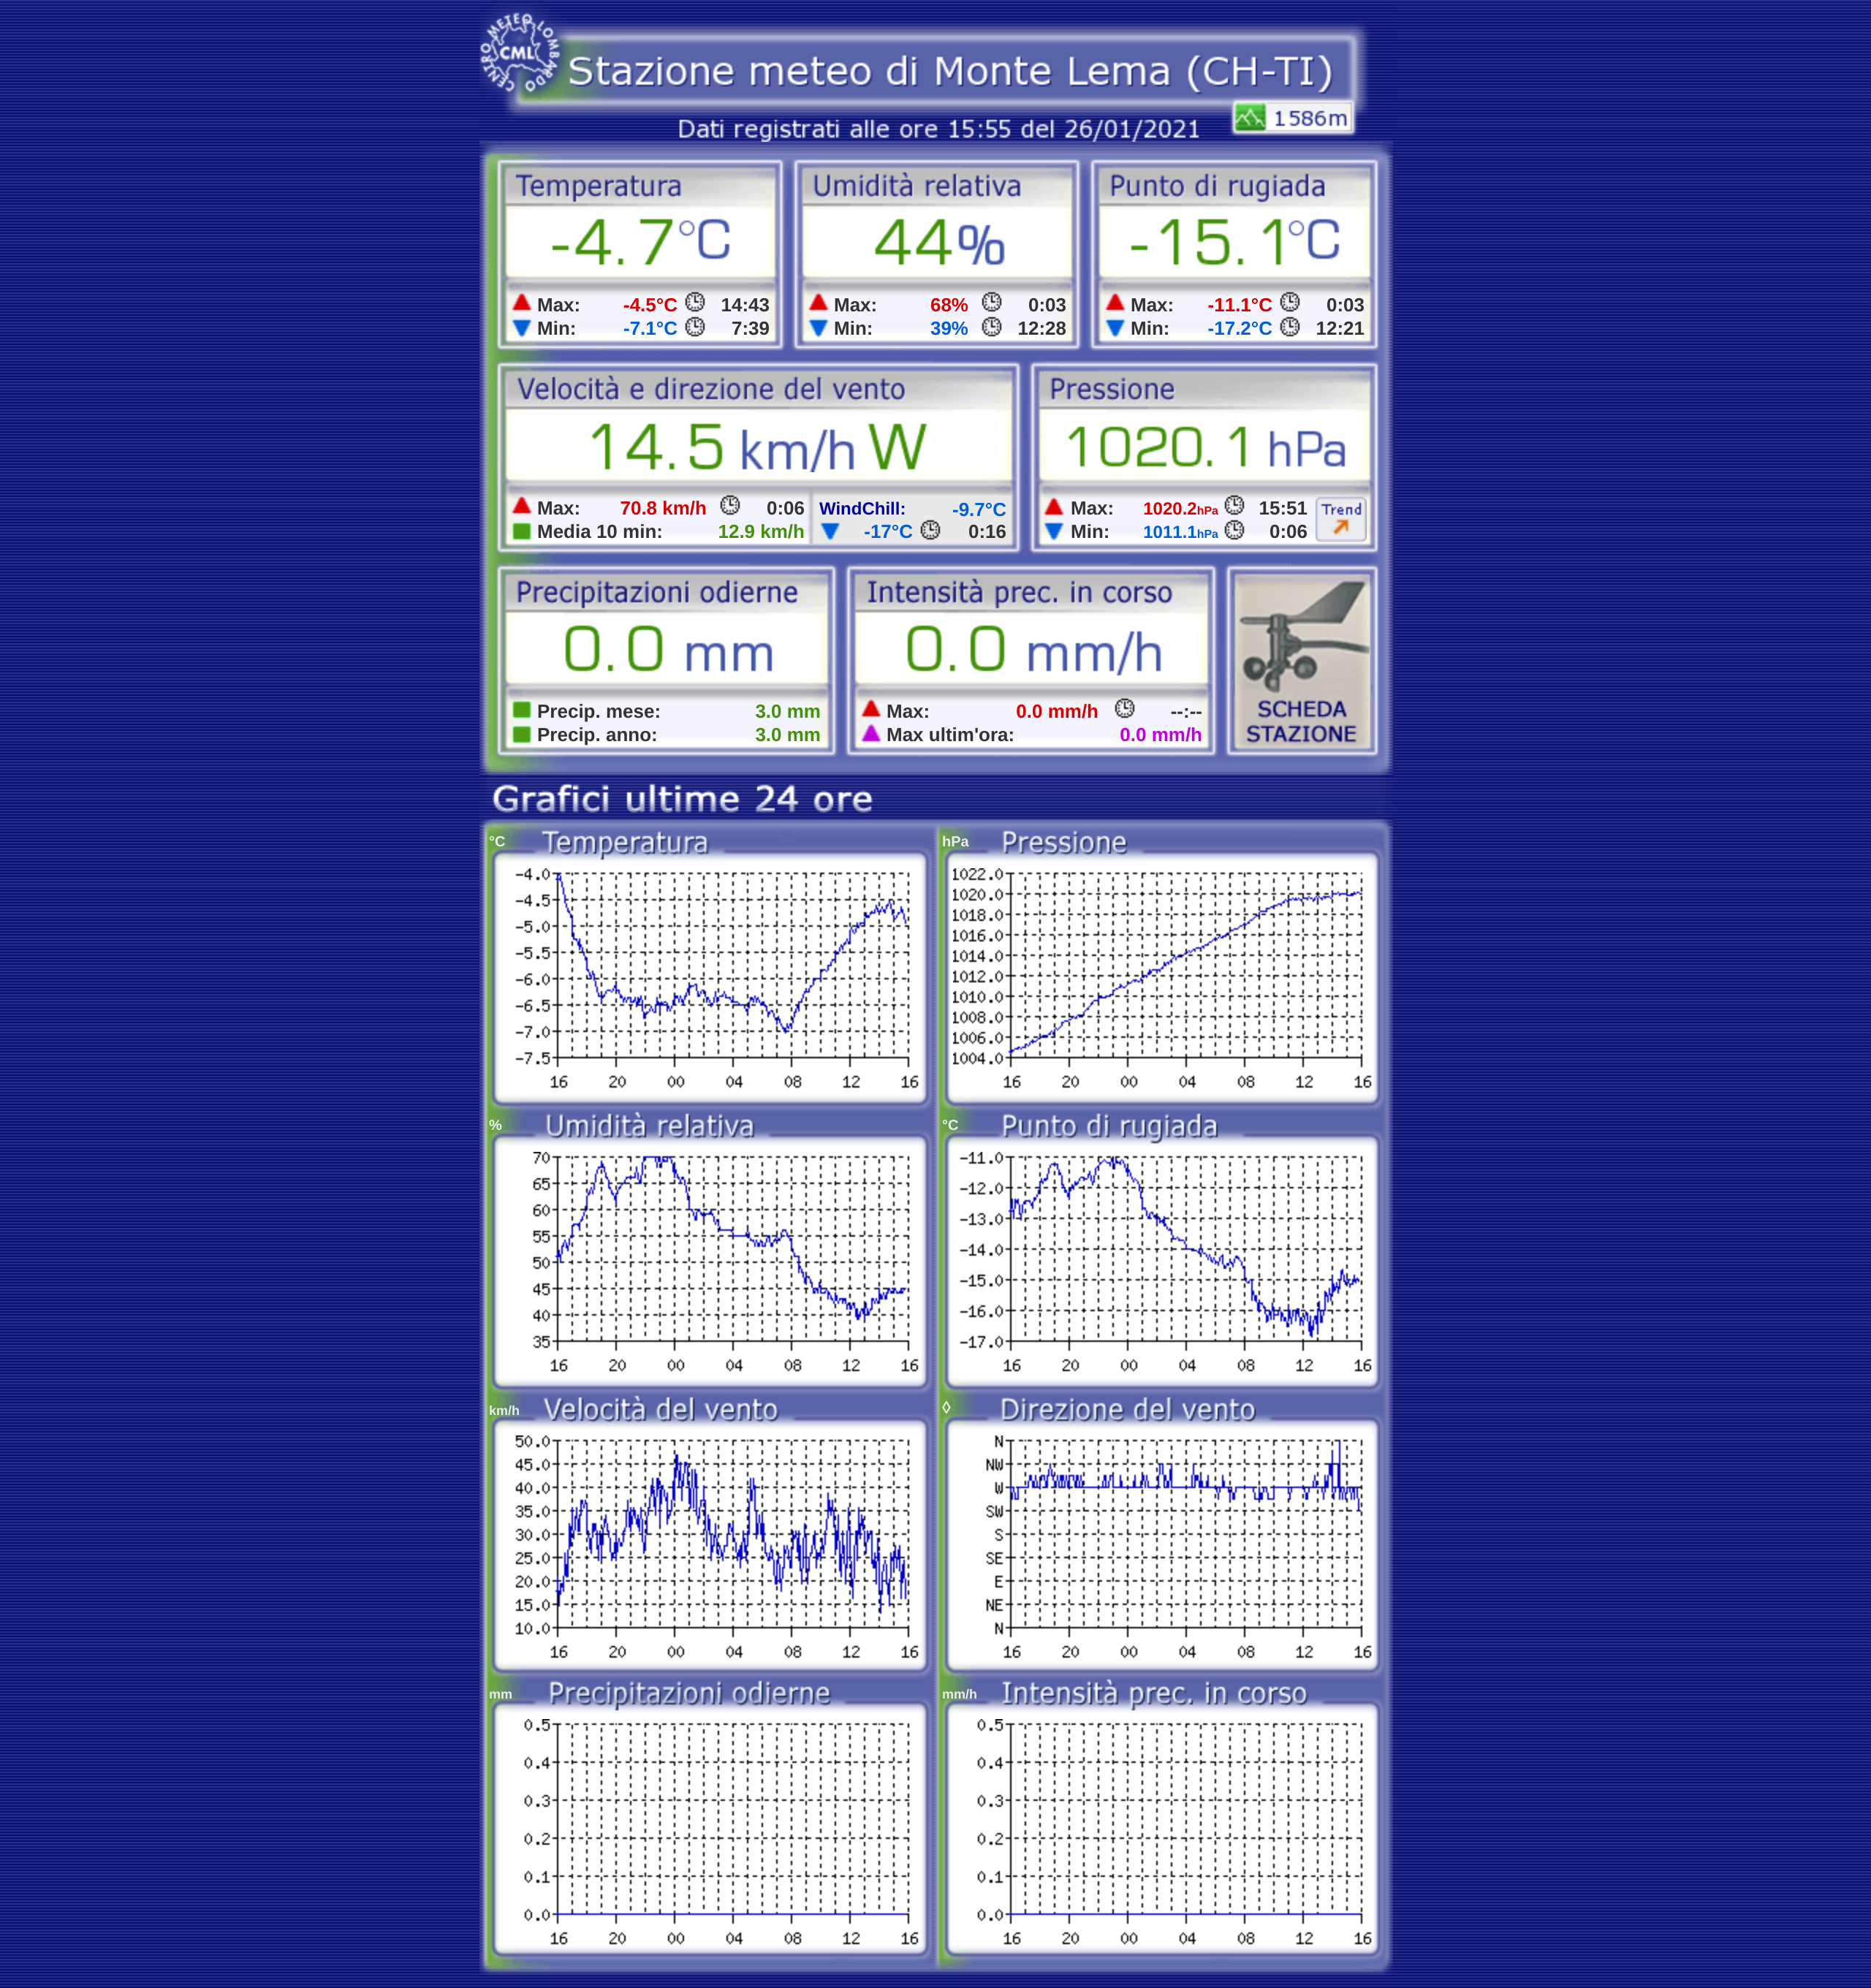 CENTRO METEO LOMBARDO
CML
Stazione meteo di Monte Lema (CH-TI)
1586m
Dati registrati alle ore 15:55 del 26/01/2021
Temperatura
-4.7°C
Max: -4.5°C 14:43
Min: -7.1°C 7:39
Umidità relativa
44%
Max: 68% 0:03
Min: 39% 12:28
Punto di rugiada
-15.1°C
Max: -11.1°C 0:03
Min: -17.2°C 12:21
Velocità e direzione del vento
14.5 km/h W
Max: 70.8 km/h 0:06
Media 10 min: 12.9 km/h
WindChill: -9.7°C
-17°C 0:16
Pressione
1020.1 hPa
Max: 1020.2hPa 15:51
Min: 1011.1hPa 0:06
Trend
Precipitazioni odierne
0.0 mm
Precip. mese: 3.0 mm
Precip. anno: 3.0 mm
Intensità prec. in corso
0.0 mm/h
Max: 0.0 mm/h --:--
Max ultim'ora: 0.0 mm/h
SCHEDA
STAZIONE
Grafici ultime 24 ore
°C Temperatura
-4.0
-4.5
-5.0
-5.5
-6.0
-6.5
-7.0
-7.5
16 20 00 04 08 12 16
hPa Pressione
1022.0
1020.0
1018.0
1016.0
1014.0
1012.0
1010.0
1008.0
1006.0
1004.0
16 20 00 04 08 12 16
% Umidità relativa
70
65
60
55
50
45
40
35
16 20 00 04 08 12 16
°C Punto di rugiada
-11.0
-12.0
-13.0
-14.0
-15.0
-16.0
-17.0
16 20 00 04 08 12 16
km/h Velocità del vento
50.0
45.0
40.0
35.0
30.0
25.0
20.0
15.0
10.0
16 20 00 04 08 12 16
◊ Direzione del vento
N
NW
W
SW
S
SE
E
NE
N
16 20 00 04 08 12 16
mm Precipitazioni odierne
0.5
0.4
0.3
0.2
0.1
0.0
16 20 00 04 08 12 16
mm/h Intensità prec. in corso
0.5
0.4
0.3
0.2
0.1
0.0
16 20 00 04 08 12 16